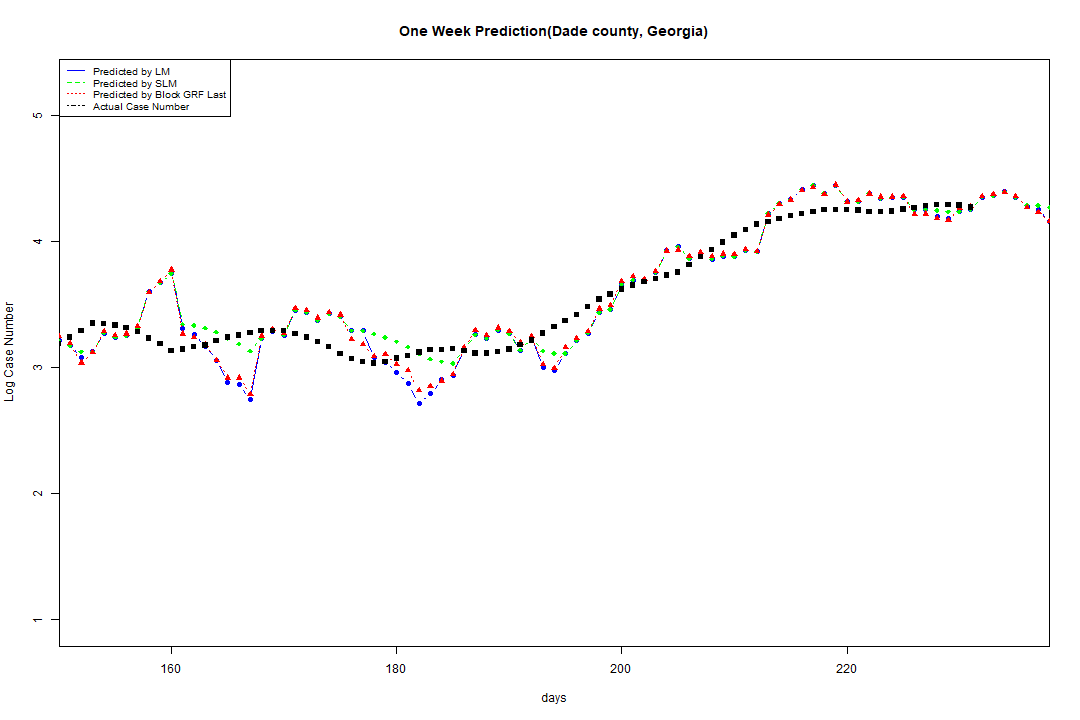 One Week Prediction(Dade county, Georgia)
Predicted by LM
Predicted by SLM
Predicted by Block GRF Last
Actual Case Number
5
4
3
2
1
Log Case Number
160 180 200 220
days